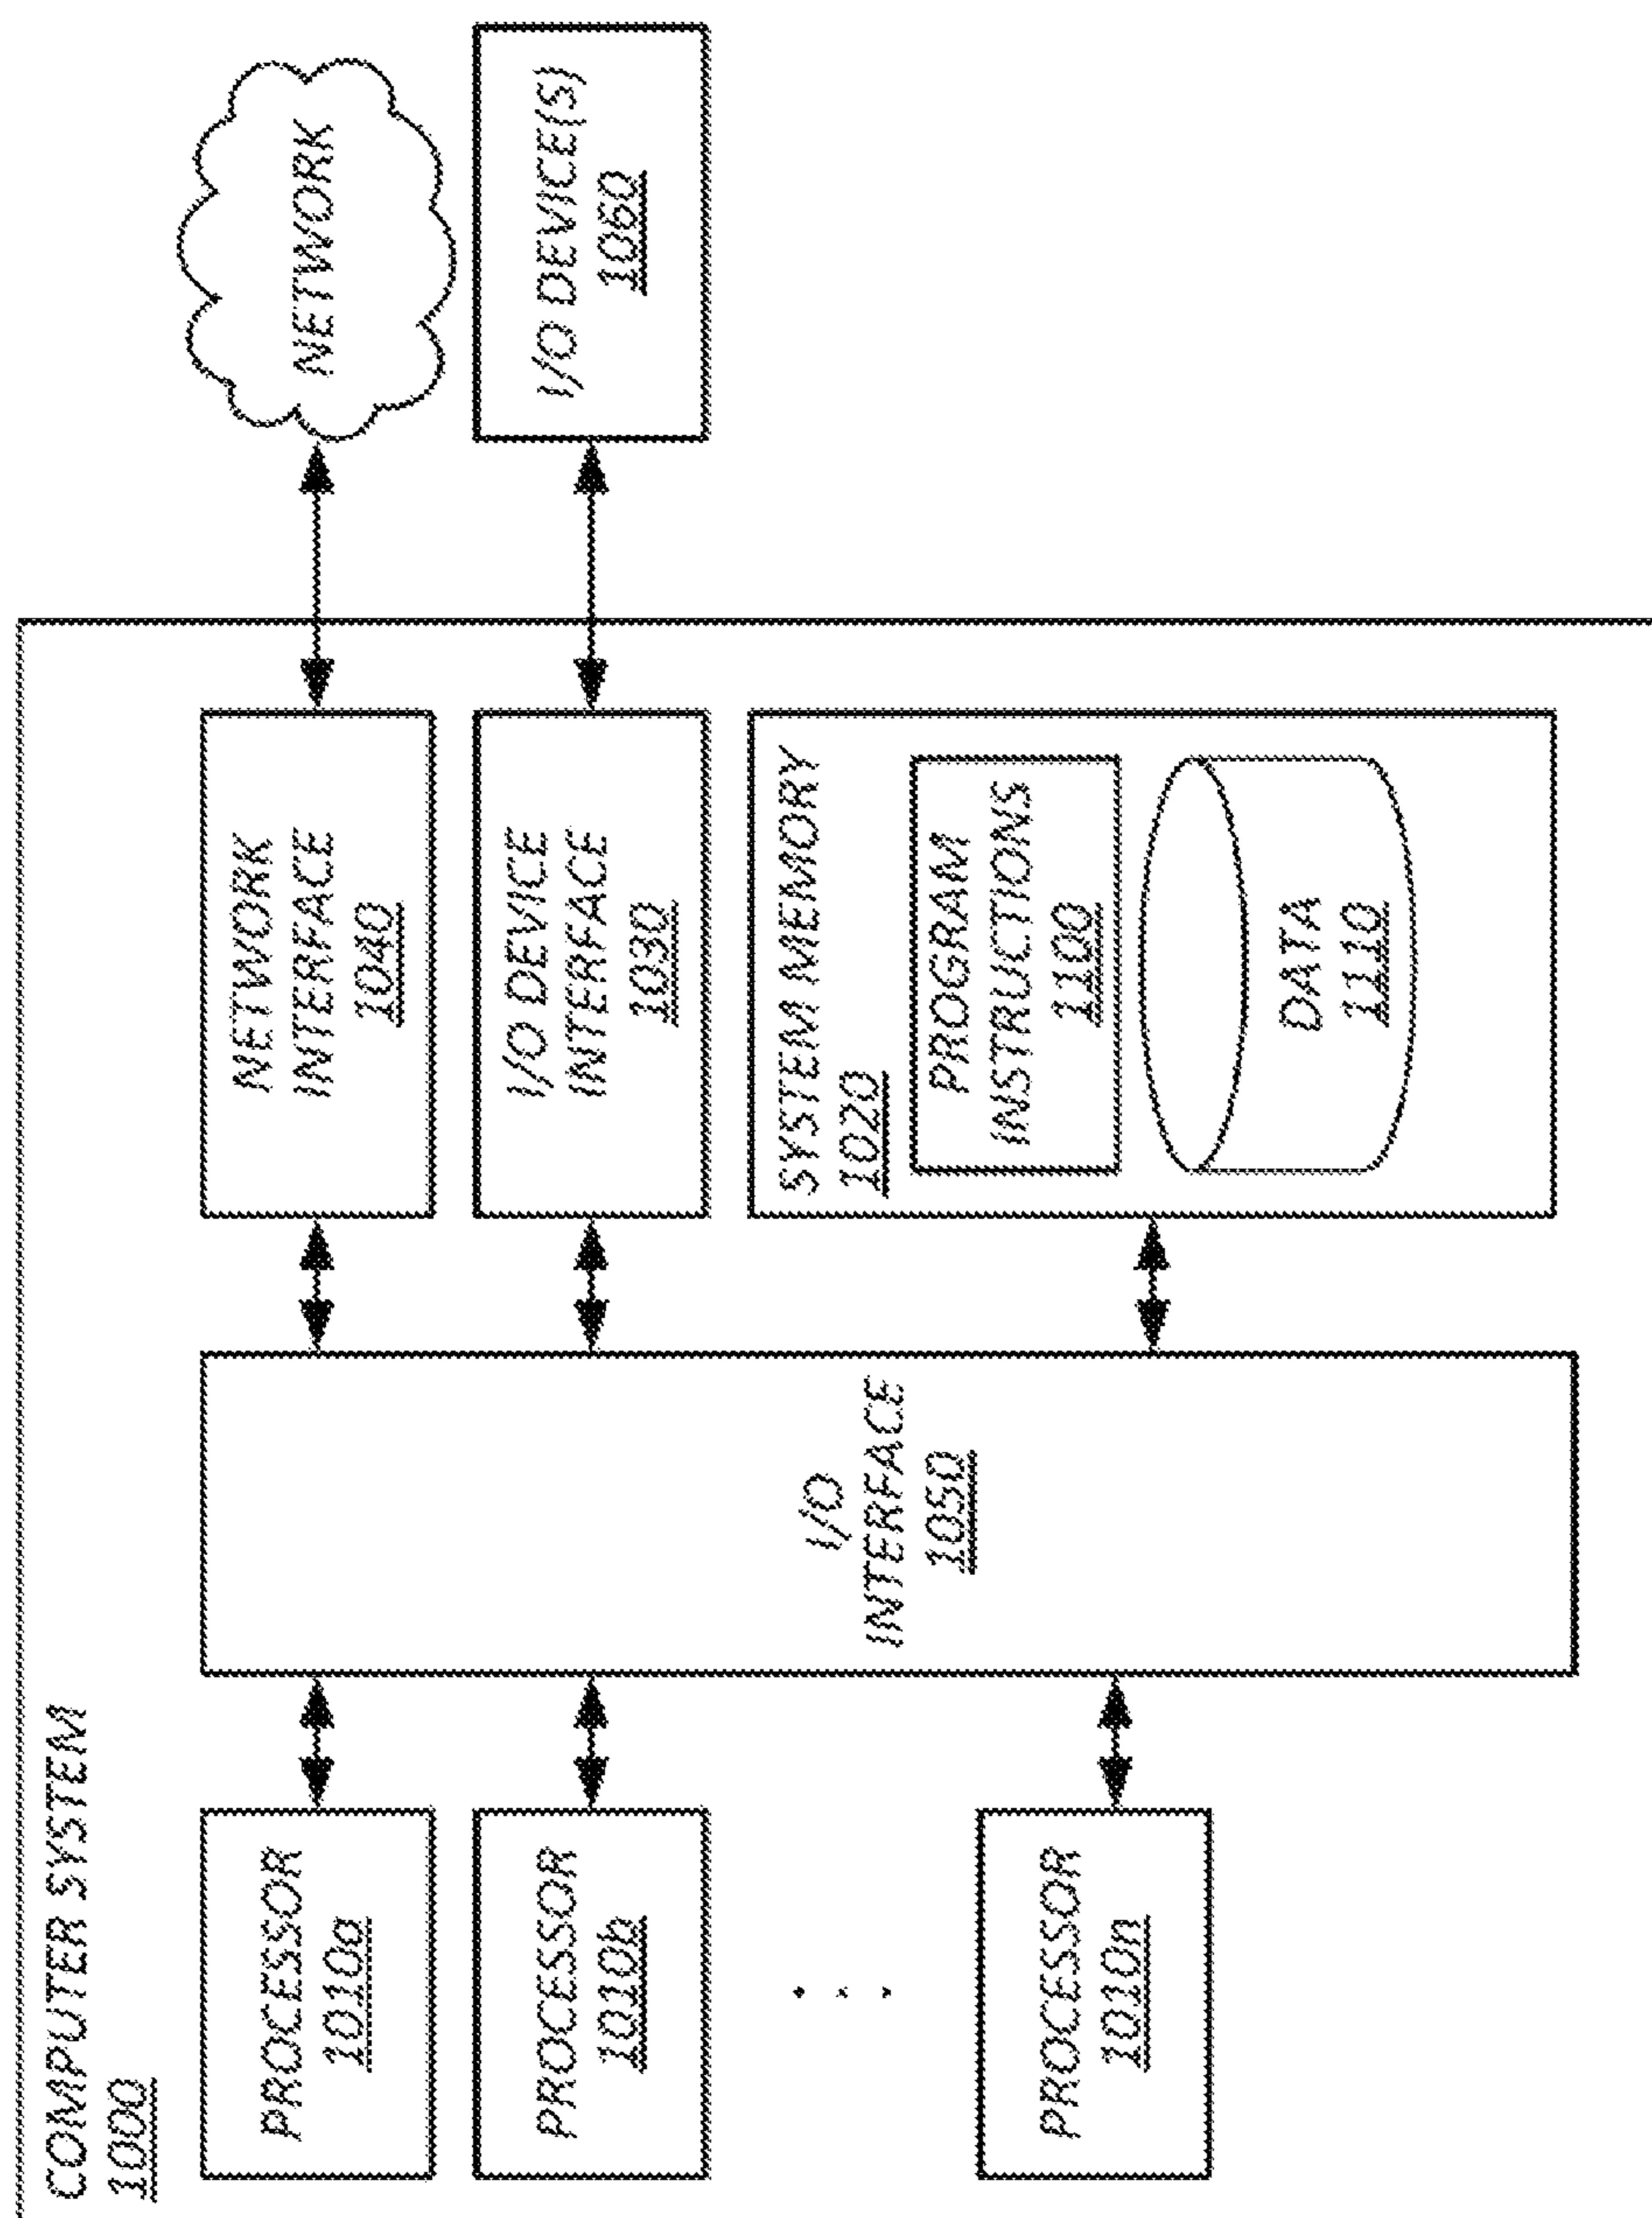 COMPUTER SYSTEM
1000
PROCESSOR
1010a
PROCESSOR
1010b
PROCESSOR
1010n
I/O
INTERFACE
1050
NETWORK
INTERFACE
1040
I/O DEVICE
INTERFACE
1030
SYSTEM MEMORY
1020
PROGRAM
INSTRUCTIONS
1100
DATA
1110
NETWORK
I/O DEVICE(S)
1060